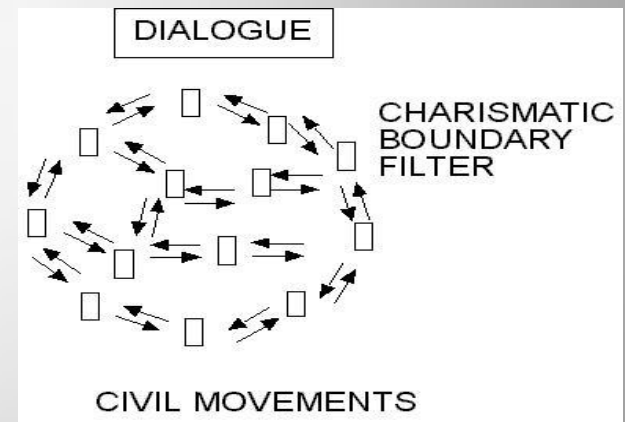 DIALOGUE
CHARISMATIC
BOUNDARY
FILTER
CIVIL MOVEMENTS